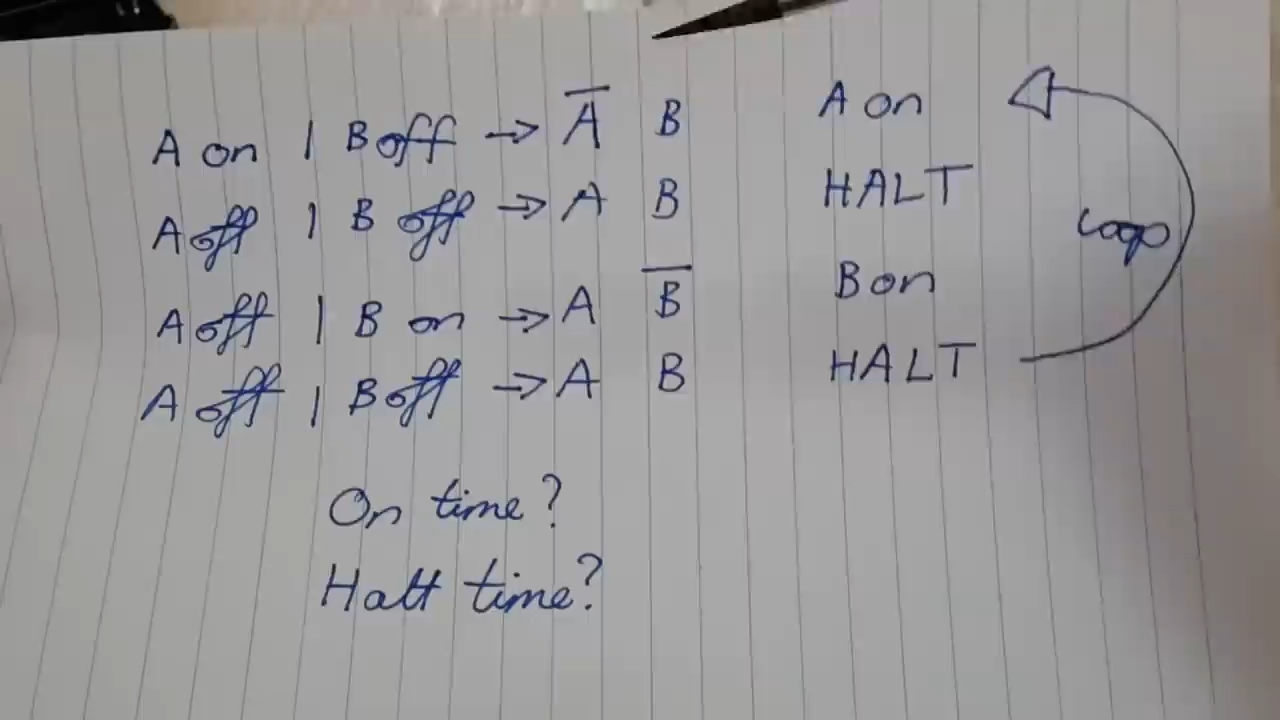 A on | B off → A̅ B
A off | B off → A B
A off | B on → A B̅
A off | B off → A B
On time?
Halt time?
A on
HALT
B on
HALT
Loop